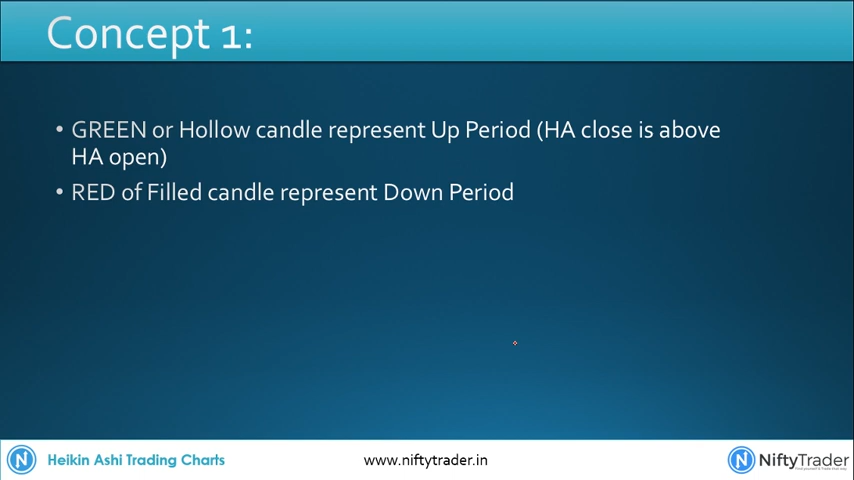 Concept 1:
• GREEN or Hollow candle represent Up Period (HA close is above
HA open)
• RED of Filled candle represent Down Period
N Heikin Ashi Trading Charts
www.niftytrader.in
N NiftyTrader